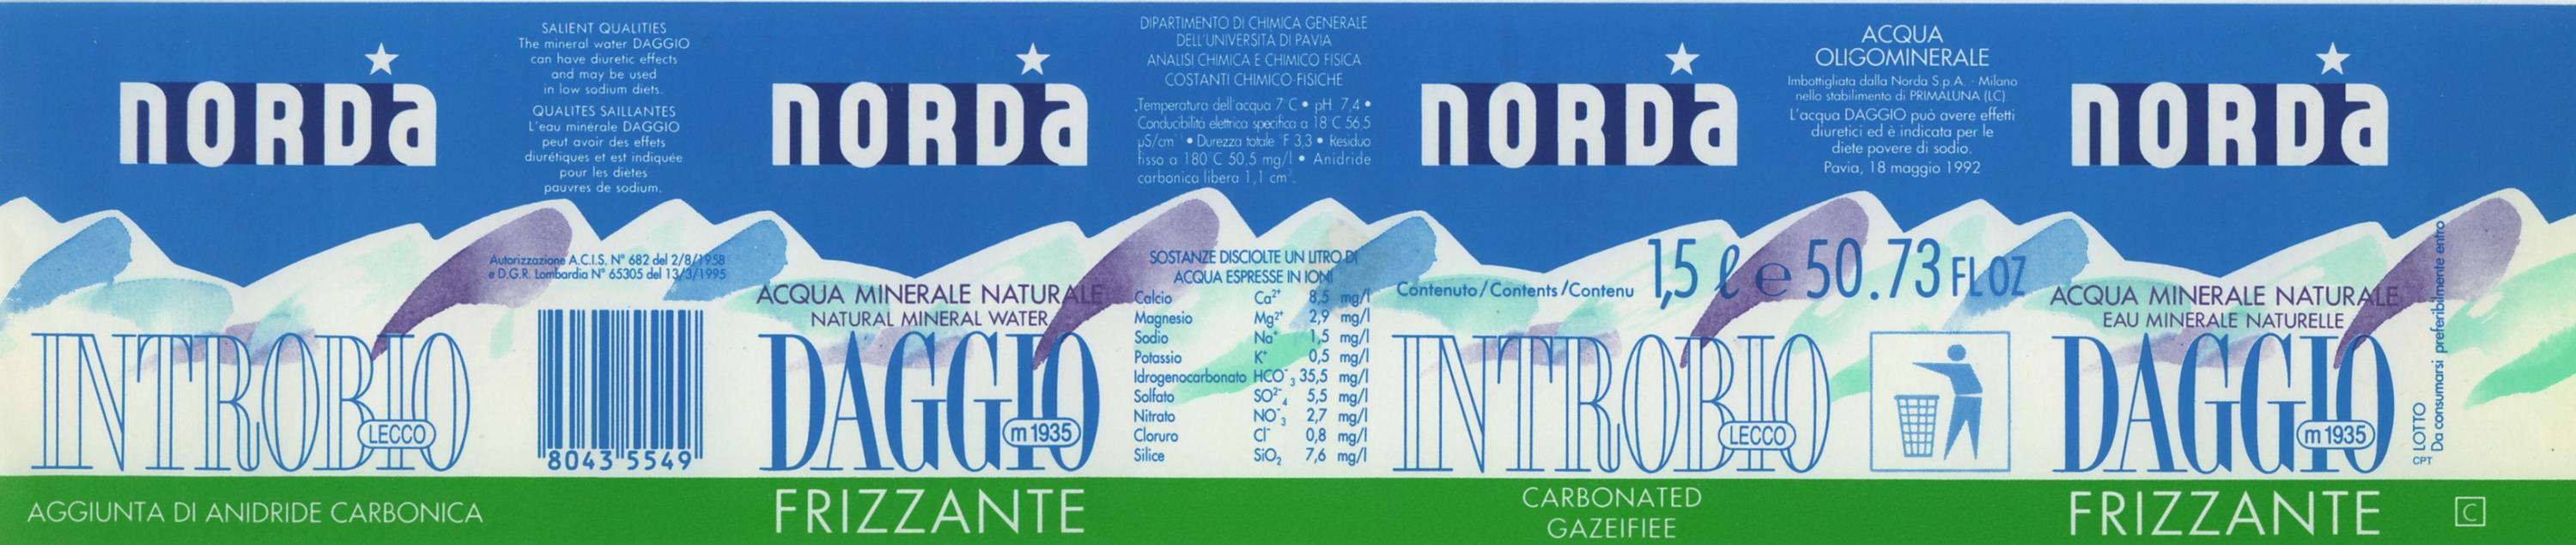 NORDA
INTROBIO
LECCO
AGGIUNTA DI ANIDRIDE CARBONICA
SALIENT QUALITIES
The mineral water DAGGIO
can have diuretic effects
and may be used
in low sodium diets.
QUALITES SAILLANTES
L'eau minérale DAGGIO
peut avoir des effets
diurétiques et est indiquée
pour les diètes
pauvres de sodium.
Autorizzazione A.C.I.S. N° 682 del 2/8/1958
e D.G.R. Lombardia N° 65305 del 13/3/1995
8043 5549
NORDA
ACQUA MINERALE NATURALE
NATURAL MINERAL WATER
DAGGIO
m 1935
FRIZZANTE
DIPARTIMENTO DI CHIMICA GENERALE
DELL'UNIVERSITA DI PAVIA
ANALISI CHIMICA E CHIMICO FISICA
COSTANTI CHIMICO-FISICHE
Temperatura dell'acqua 7°C • pH 7,4 •
Conducibilità elettrica specifica a 18°C 56,5
µS/cm⁻¹ • Durezza totale °F 3,3 • Residuo
fisso a 180°C 50,5 mg/l • Anidride
carbonica libera 1,1 cm³.
SOSTANZE DISCIOLTE UN LITRO DI
ACQUA ESPRESSE IN IONI
Calcio Ca²⁺ 8,5 mg/l
Magnesio Mg²⁺ 2,9 mg/l
Sodio Na⁺ 1,5 mg/l
Potassio K⁺ 0,5 mg/l
Idrogenocarbonato HCO⁻₃ 35,5 mg/l
Solfato SO²⁻₄ 5,5 mg/l
Nitrato NO⁻₃ 2,7 mg/l
Cloruro Cl⁻ 0,8 mg/l
Silice SiO₂ 7,6 mg/l
NORDA
Contenuto/Contents/Contenu 1,5 ℓ e 50.73 FL OZ
INTROBIO
LECCO
CARBONATED
GAZEIFIEE
ACQUA
OLIGOMINERALE
Imbottigliata dalla Norda S.p.A. - Milano
nello stabilimento di PRIMALUNA (LC)
L'acqua DAGGIO può avere effetti
diuretici ed è indicata per le
diete povere di sodio.
Pavia, 18 maggio 1992
NORDA
ACQUA MINERALE NATURALE
EAU MINERALE NATURELLE
DAGGIO
m 1935
FRIZZANTE
LOTTO
Da consumarsi preferibilmente entro
CPT
C